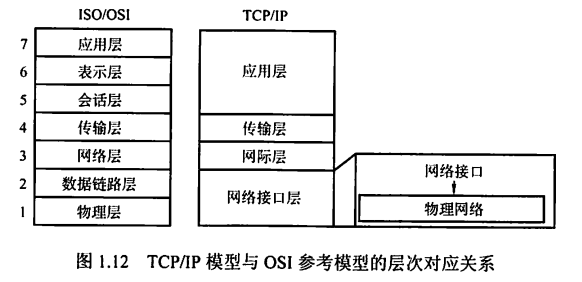 ISO/OSI TCP/IP
7 应用层
6 表示层
5 会话层
4 传输层
3 网络层
2 数据链路层
1 物理层
应用层
传输层
网际层
网络接口层
网络接口
物理网络
图 1.12 TCP/IP 模型与 OSI 参考模型的层次对应关系